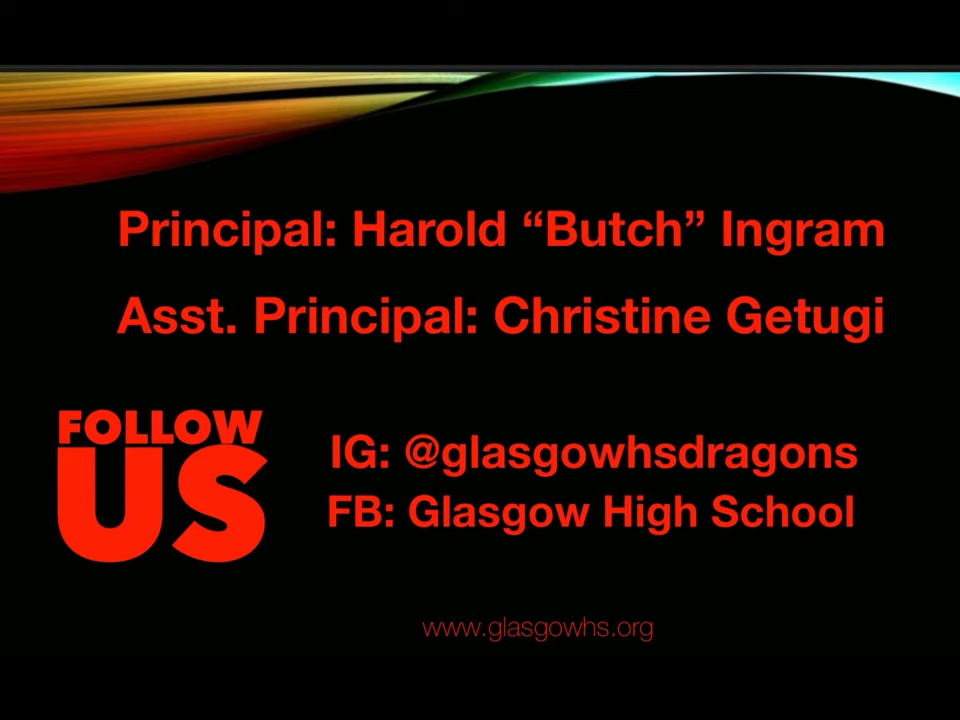 Principal: Harold “Butch” Ingram
Asst. Principal: Christine Getugi
FOLLOW
US
IG: @glasgowhsdragons
FB: Glasgow High School
www.glasgowhs.org